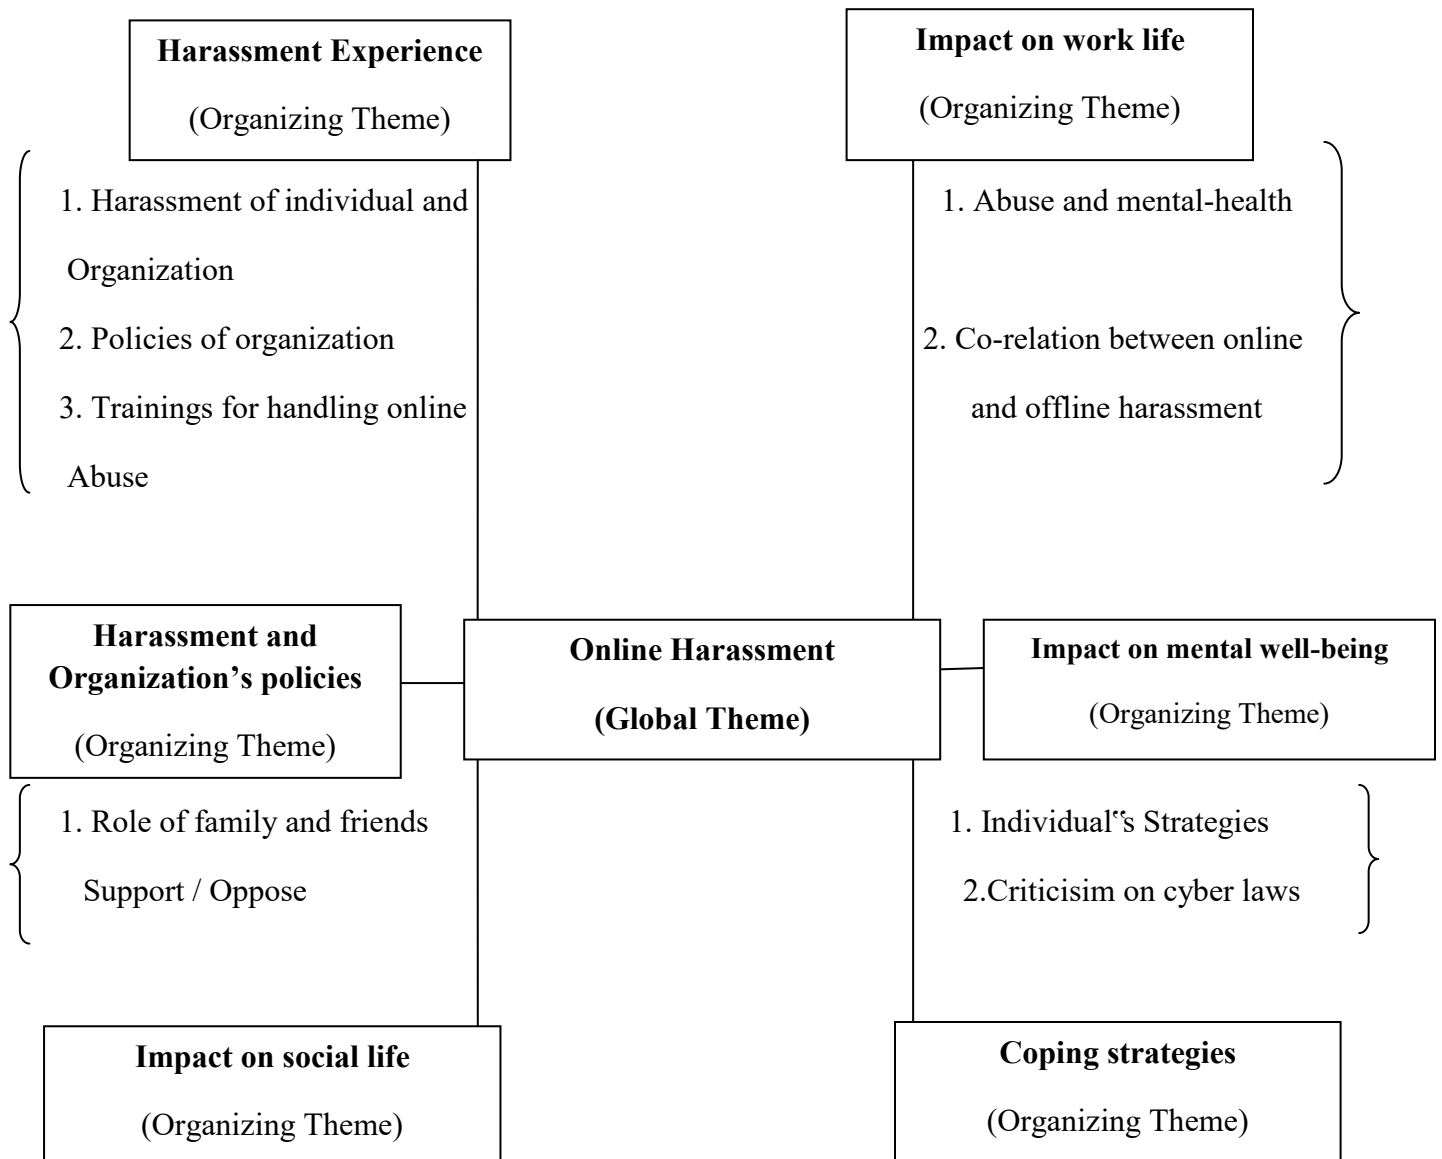 Harassment Experience
(Organizing Theme)
Impact on work life
(Organizing Theme)
1. Harassment of individual and
Organization
2. Policies of organization
3. Trainings for handling online
Abuse
1. Abuse and mental-health
2. Co-relation between online
and offline harassment
Harassment and
Organization’s policies
(Organizing Theme)
Online Harassment
(Global Theme)
Impact on mental well-being
(Organizing Theme)
1. Role of family and friends
Support / Oppose
1. Individual‟s Strategies
2.Criticisim on cyber laws
Impact on social life
(Organizing Theme)
Coping strategies
(Organizing Theme)